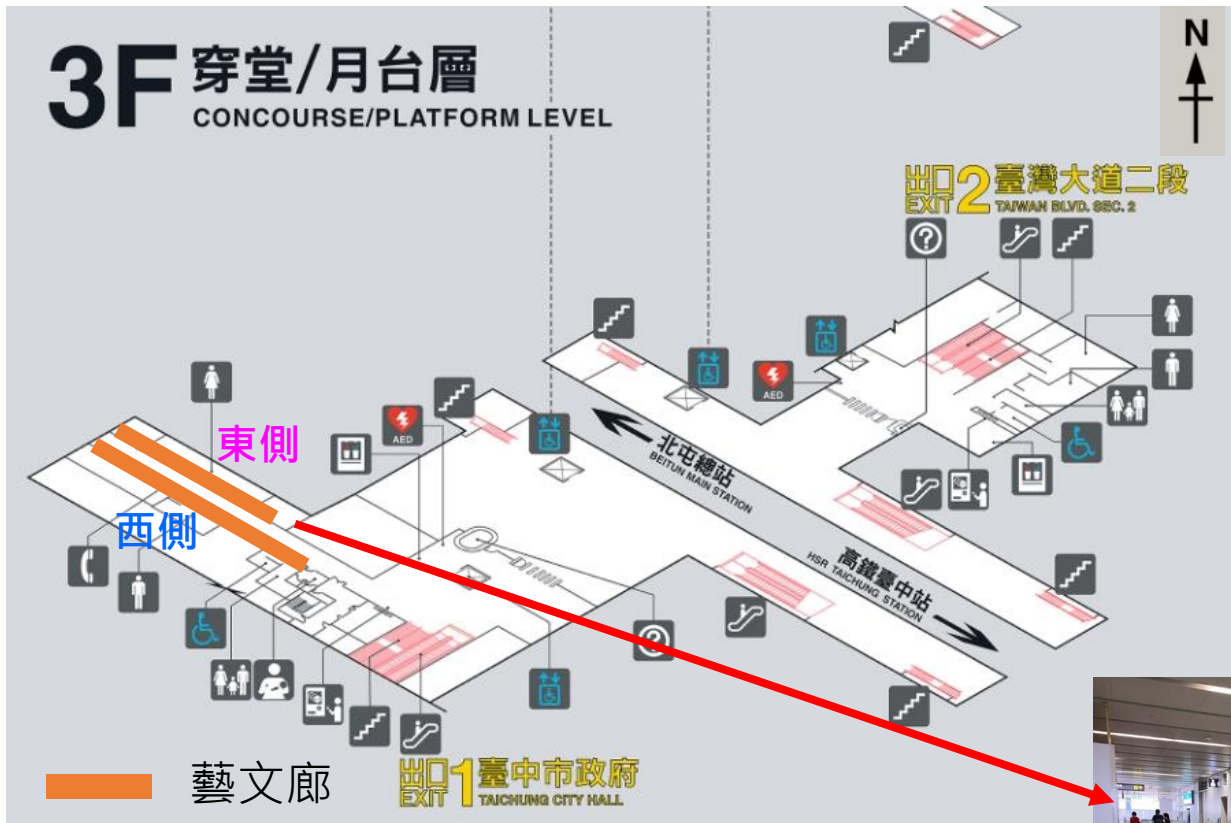 3F 穿堂/月台層
CONCOURSE/PLATFORM LEVEL
N
出口 EXIT 2 臺灣大道二段
TAIWAN BLVD. SEC. 2
?
AED
AED
東側
西側
北屯總站
BEITUN MAIN STATION
高鐵臺中站
HSR TAICHUNG STATION
?
藝文廊
出口 EXIT 1 臺中市政府
TAICHUNG CITY HALL